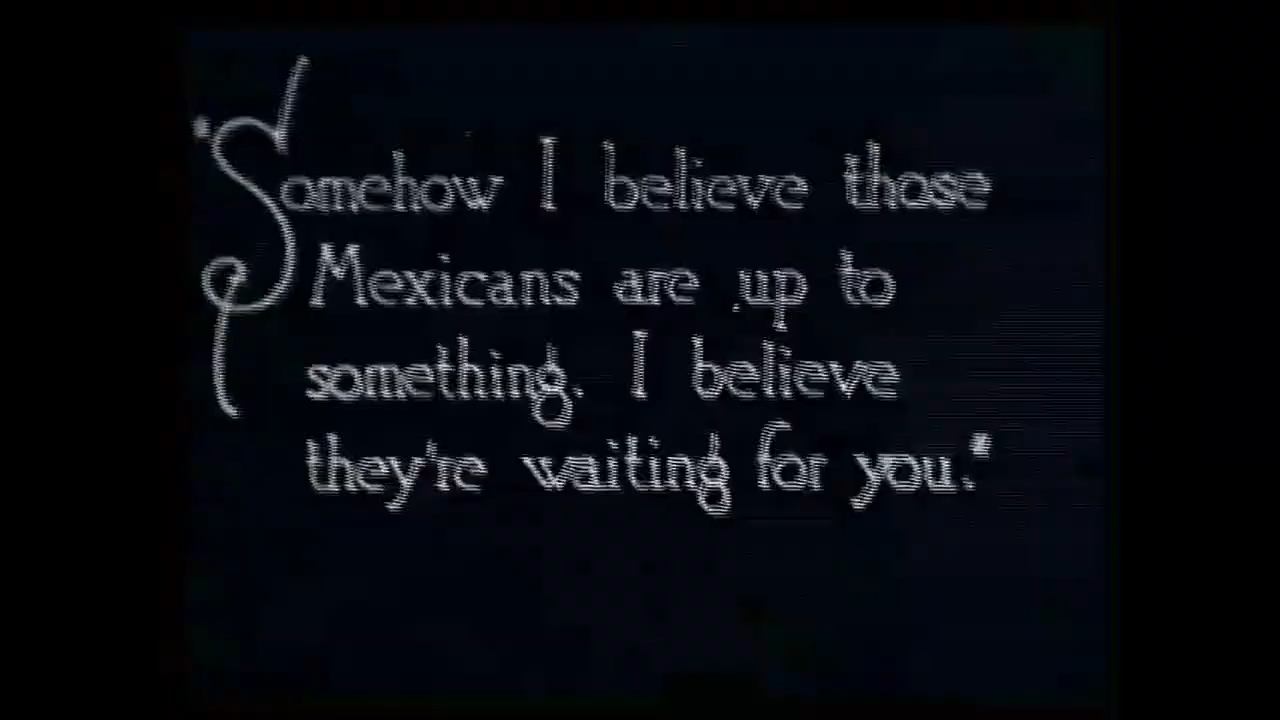 "Somehow I believe those
Mexicans are up to
something. I believe
they're waiting for you."